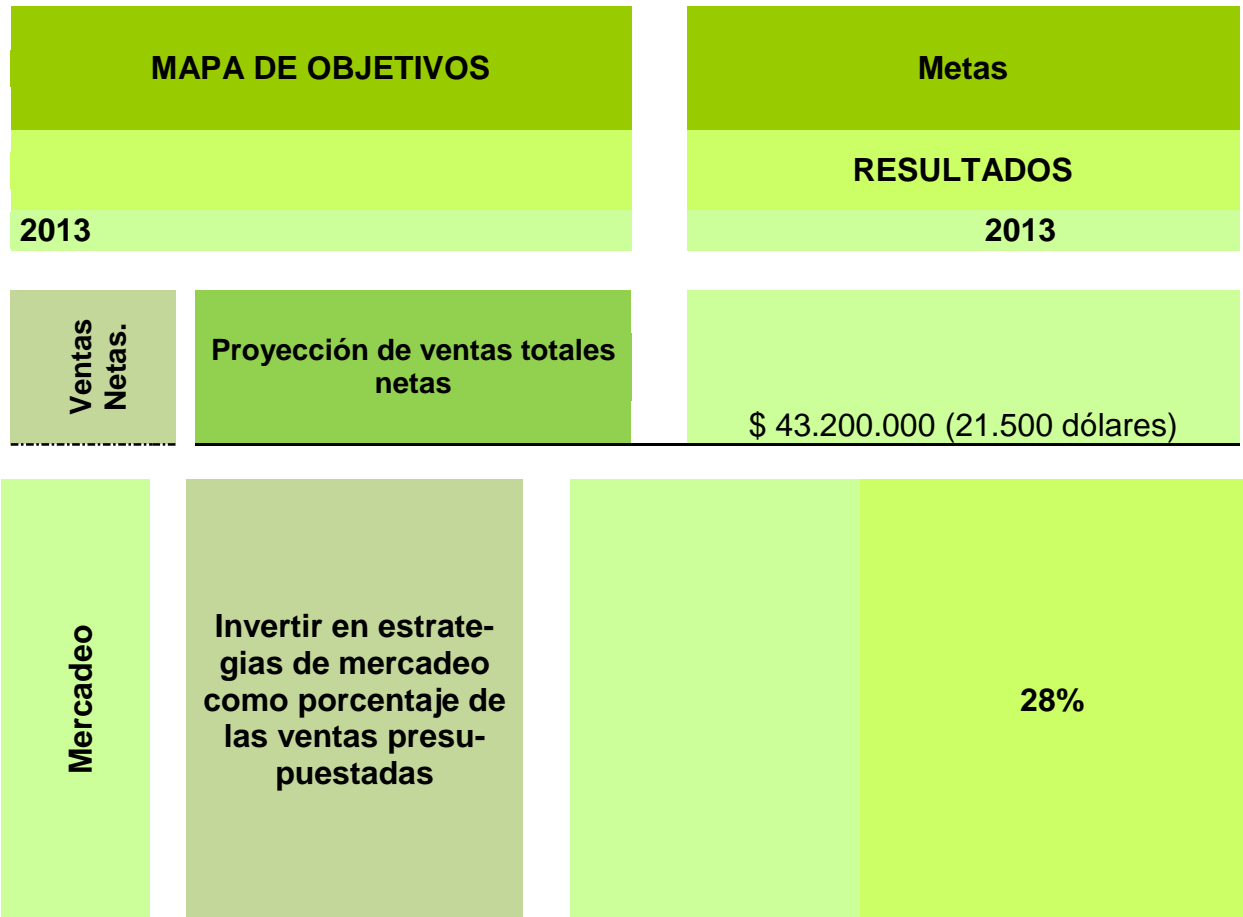 MAPA DE OBJETIVOS
Metas
RESULTADOS
2013
2013
Ventas
Netas.
Proyección de ventas totales
netas
$ 43.200.000 (21.500 dólares)
Mercadeo
Invertir en estrate-
gias de mercadeo
como porcentaje de
las ventas presu-
puestadas
28%